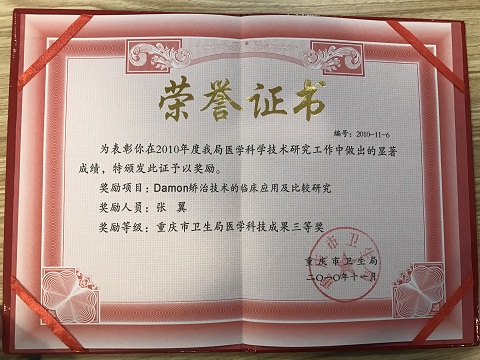 荣誉证书
编号：2010-11-6
为表彰你在2010年度我局医学科学技术研究工作中做出的显著
成绩，特颁发此证予以奖励。
奖励项目：Damon矫治技术的临床应用及比较研究
奖励人员：张 翼
奖励等级：重庆市卫生局医学科技成果三等奖
重庆市卫生局
二〇一〇年十一月